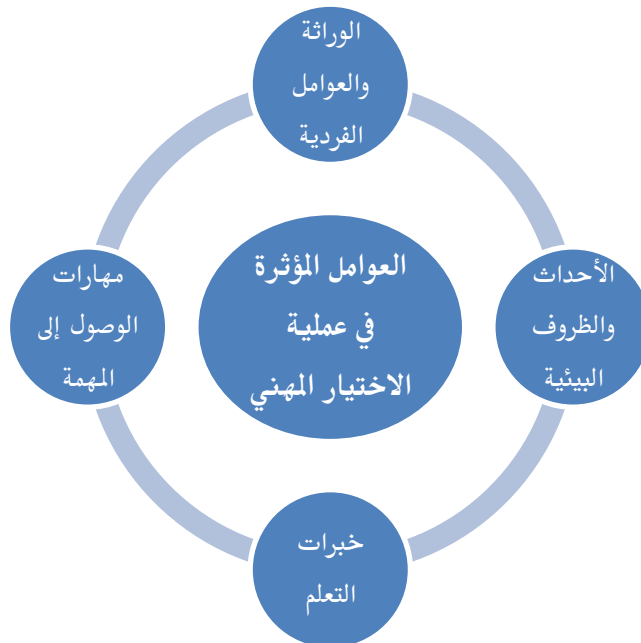 الوراثة
والعوامل
الفردية
العوامل المؤثرة
في عملية
الاختيار المهني
الأحداث
والظروف
البيئية
مهارات
الوصول إلى
المهمة
خبرات
التعلم